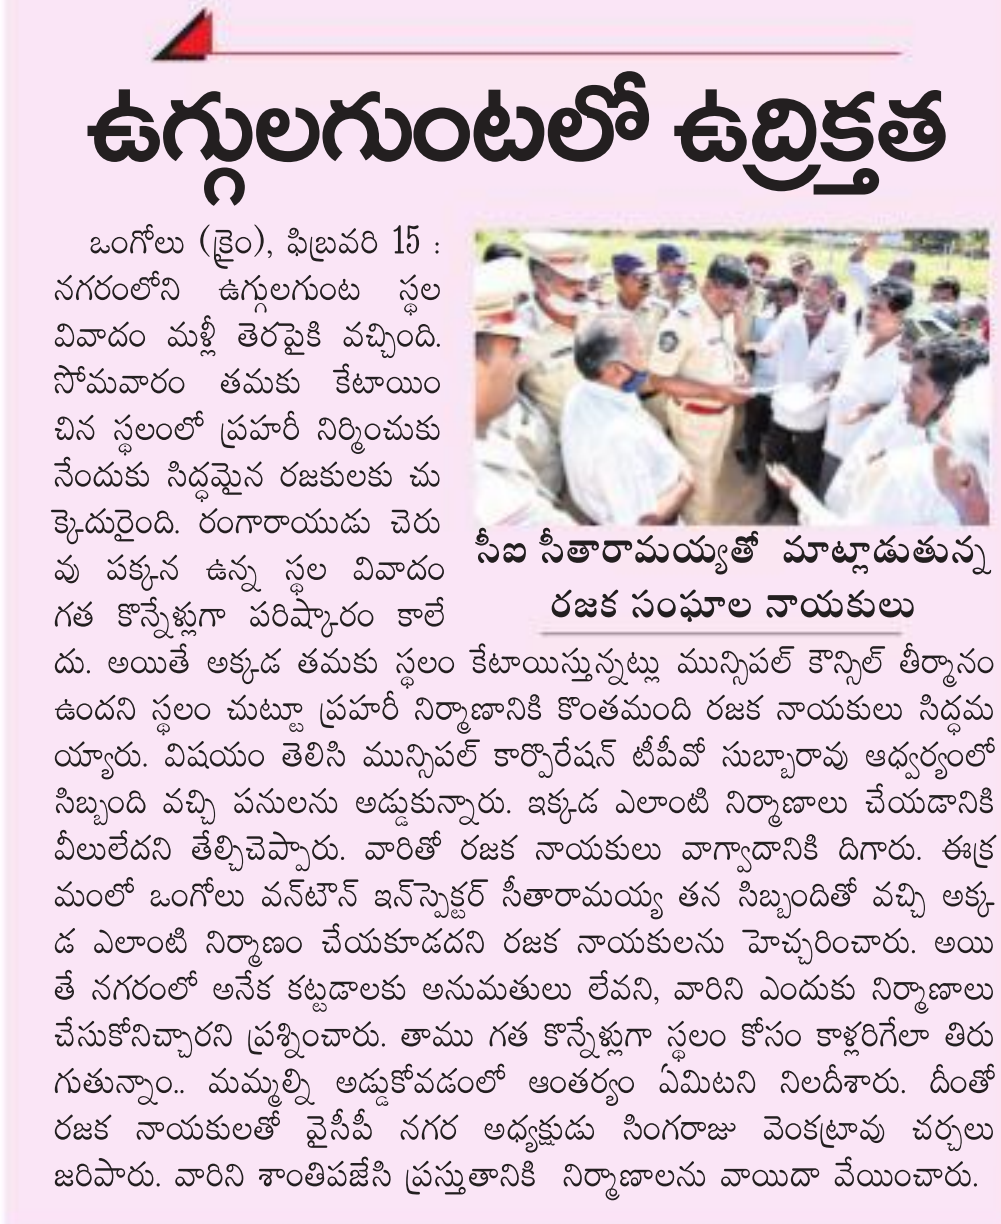 ఉగ్గులగుంటలో ఉద్రిక్తత
ఒంగోలు (క్రైం), ఫిబ్రవరి 15 :
నగరంలోని ఉగ్గులగుంట స్థల
వివాదం మళ్లీ తెరపైకి వచ్చింది.
సోమవారం తమకు కేటాయిం
చిన స్థలంలో ప్రహరీ నిర్మించుకు
నేందుకు సిద్ధమైన రజకులకు చు
క్కెదురైంది. రంగారాయుడు చెరు
వు పక్కన ఉన్న స్థల వివాదం
గత కొన్నేళ్లుగా పరిష్కారం కాలే
సీఐ సీతారామయ్యతో మాట్లాడుతున్న
రజక సంఘాల నాయకులు
దు. అయితే అక్కడ తమకు స్థలం కేటాయిస్తున్నట్లు మున్సిపల్ కౌన్సిల్ తీర్మానం
ఉందని స్థలం చుట్టూ ప్రహరీ నిర్మాణానికి కొంతమంది రజక నాయకులు సిద్ధమ
య్యారు. విషయం తెలిసి మున్సిపల్ కార్పొరేషన్ టీపీవో సుబ్బారావు ఆధ్వర్యంలో
సిబ్బంది వచ్చి పనులను అడ్డుకున్నారు. ఇక్కడ ఎలాంటి నిర్మాణాలు చేయడానికి
వీలులేదని తేల్చిచెప్పారు. వారితో రజక నాయకులు వాగ్వాదానికి దిగారు. ఈక్ర
మంలో ఒంగోలు వన్‌టౌన్ ఇన్‌స్పెక్టర్ సీతారామయ్య తన సిబ్బందితో వచ్చి అక్క
డ ఎలాంటి నిర్మాణం చేయకూడదని రజక నాయకులను హెచ్చరించారు. అయి
తే నగరంలో అనేక కట్టడాలకు అనుమతులు లేవని, వారిని ఎందుకు నిర్మాణాలు
చేసుకోనిచ్చారని ప్రశ్నించారు. తాము గత కొన్నేళ్లుగా స్థలం కోసం కాళ్లరిగేలా తిరు
గుతున్నాం.. మమ్మల్ని అడ్డుకోవడంలో ఆంతర్యం ఏమిటని నిలదీశారు. దీంతో
రజక నాయకులతో వైసీపీ నగర అధ్యక్షుడు సింగరాజు వెంకట్రావు చర్చలు
జరిపారు. వారిని శాంతిపజేసి ప్రస్తుతానికి నిర్మాణాలను వాయిదా వేయించారు.